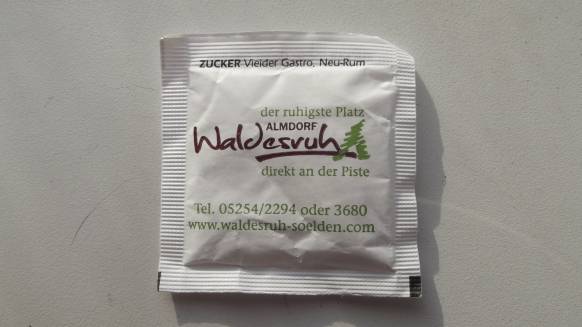 ZUCKER Vleider Gastro, Neu-Rum
der ruhigste Platz
ALMDORF
Waldesruh
direkt an der Piste
Tel. 05254/2294 oder 3680
www.waldesruh-soelden.com